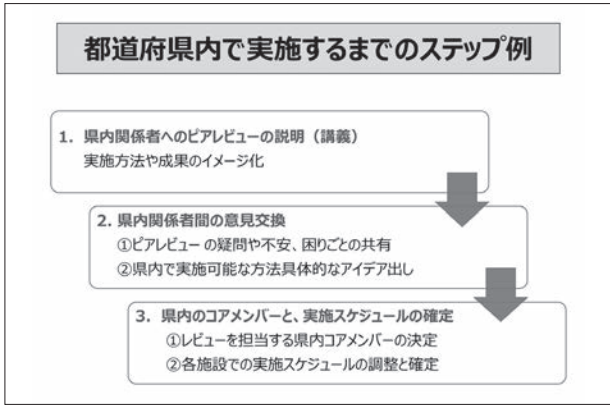 都道府県内で実施するまでのステップ例
1. 県内関係者へのピアレビューの説明（講義）
実施方法や成果のイメージ化
2. 県内関係者間の意見交換
①ピアレビュー の疑問や不安、困りごとの共有
②県内で実施可能な方法具体的なアイデア出し
3. 県内のコアメンバーと、実施スケジュールの確定
①レビューを担当する県内コアメンバーの決定
②各施設での実施スケジュールの調整と確定